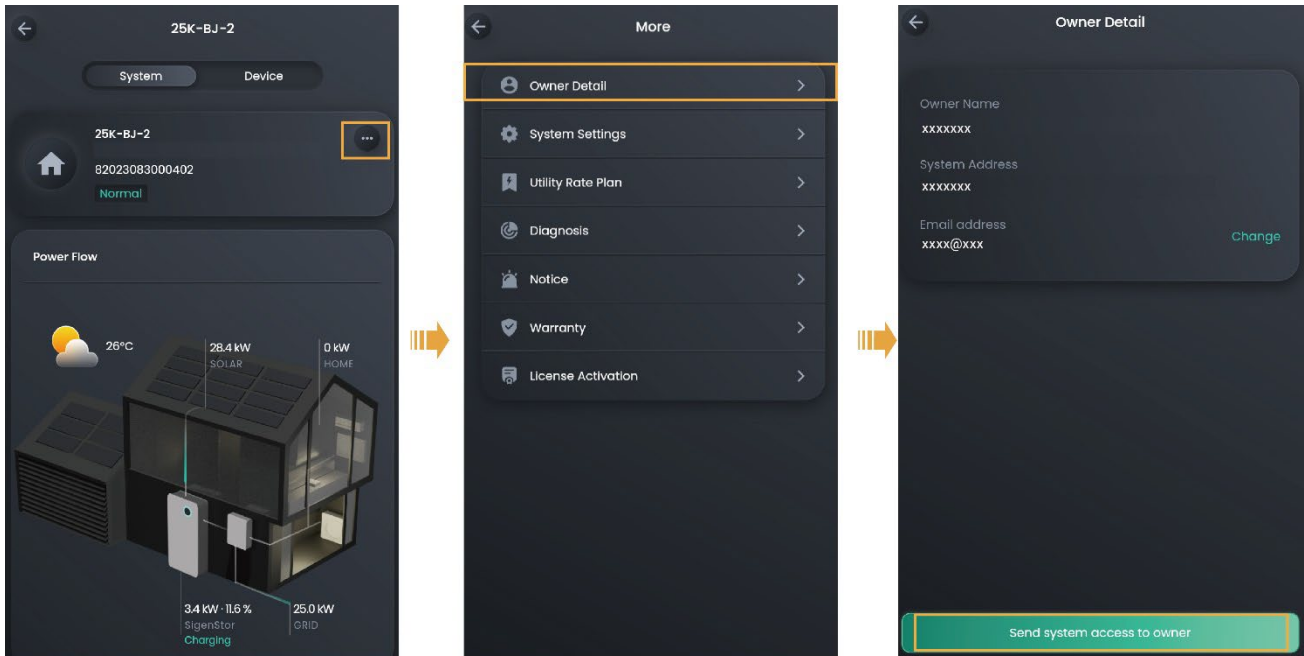 25K-BJ-2
System
Device
25K-BJ-2
...
82023083000402
Normal
Power Flow
26°C
28.4 kW
SOLAR
0 kW
HOME
3.4 kW · 11.6 %
SigenStor
Charging
25.0 kW
GRID
More
Owner Detail
System Settings
Utility Rate Plan
Diagnosis
Notice
Warranty
License Activation
Owner Detail
Owner Name
xxxxxxx
System Address
xxxxxxx
Email address
xxxx@xxx
Change
Send system access to owner